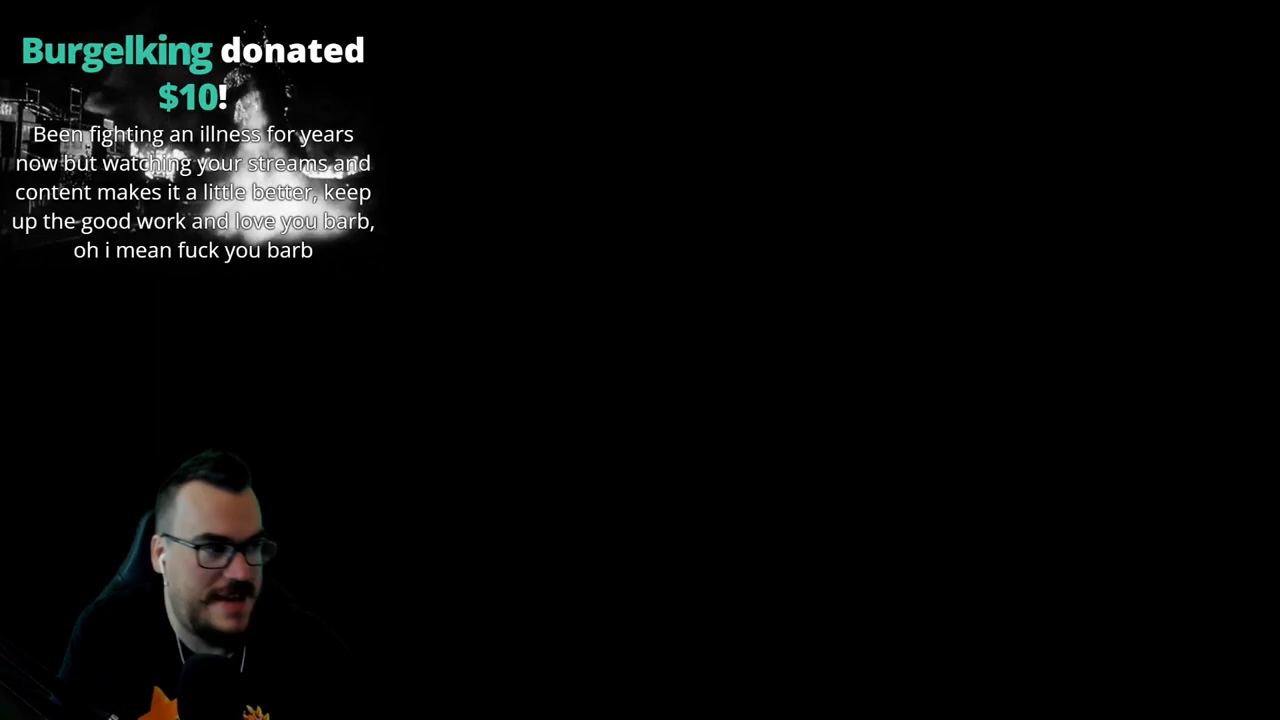 Burgelking donated
$10!
Been fighting an illness for years
now but watching your streams and
content makes it a little better, keep
up the good work and love you barb,
oh i mean fuck you barb